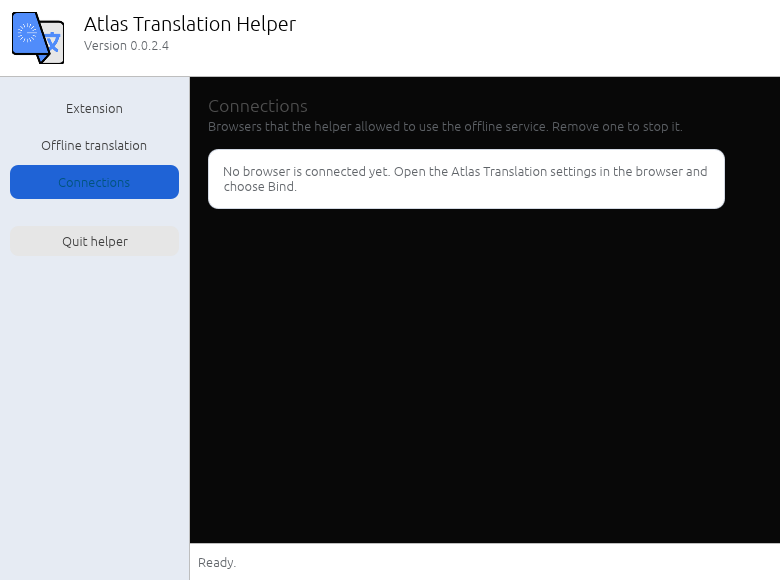 Atlas Translation Helper
Version 0.0.2.4
Extension
Offline translation
Connections
Quit helper
Connections
Browsers that the helper allowed to use the offline service. Remove one to stop it.
No browser is connected yet. Open the Atlas Translation settings in the browser and
choose Bind.
Ready.